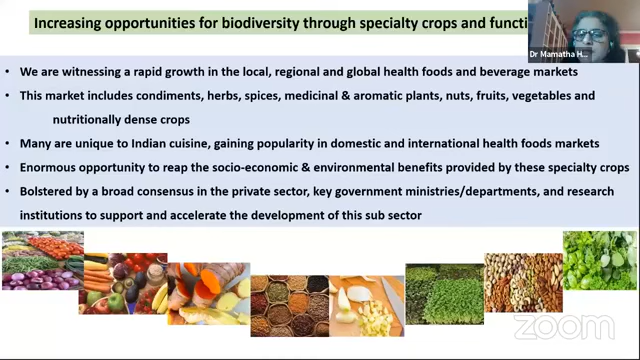 Increasing opportunities for biodiversity through specialty crops and functi
Dr Mamatha H...
• We are witnessing a rapid growth in the local, regional and global health foods and beverage markets
• This market includes condiments, herbs, spices, medicinal & aromatic plants, nuts, fruits, vegetables and
nutritionally dense crops
• Many are unique to Indian cuisine, gaining popularity in domestic and international health foods markets
• Enormous opportunity to reap the socio-economic & environmental benefits provided by these specialty crops
• Bolstered by a broad consensus in the private sector, key government ministries/departments, and research
institutions to support and accelerate the development of this sub sector
zoom